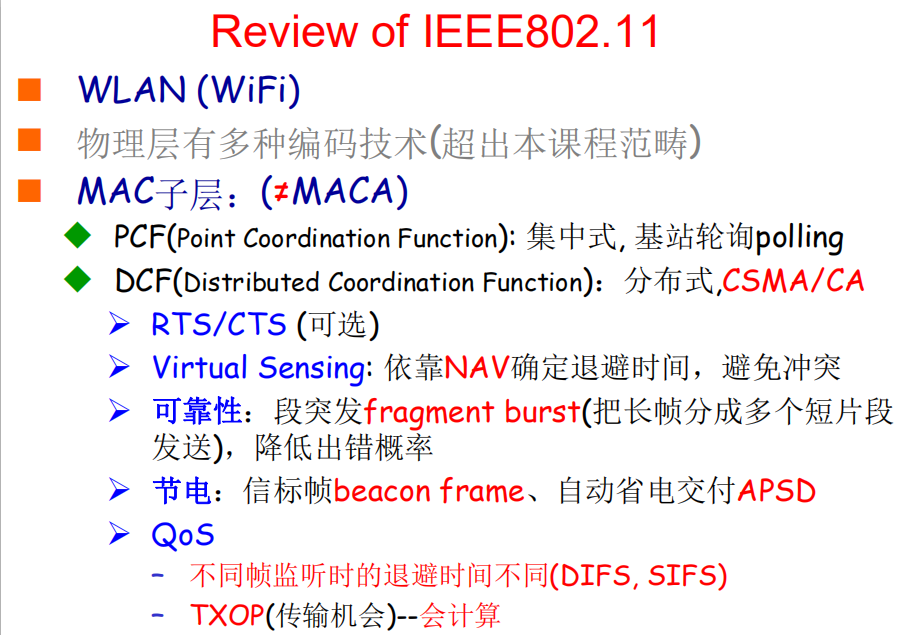 Review of IEEE802.11
WLAN (WiFi)
物理层有多种编码技术(超出本课程范畴)
MAC子层：(≠MACA)
PCF(Point Coordination Function): 集中式, 基站轮询polling
DCF(Distributed Coordination Function)：分布式,CSMA/CA
RTS/CTS (可选)
Virtual Sensing: 依靠NAV确定退避时间，避免冲突
可靠性：段突发fragment burst(把长帧分成多个短片段
发送)，降低出错概率
节电：信标帧beacon frame、自动省电交付APSD
QoS
- 不同帧监听时的退避时间不同(DIFS, SIFS)
- TXOP(传输机会)--会计算